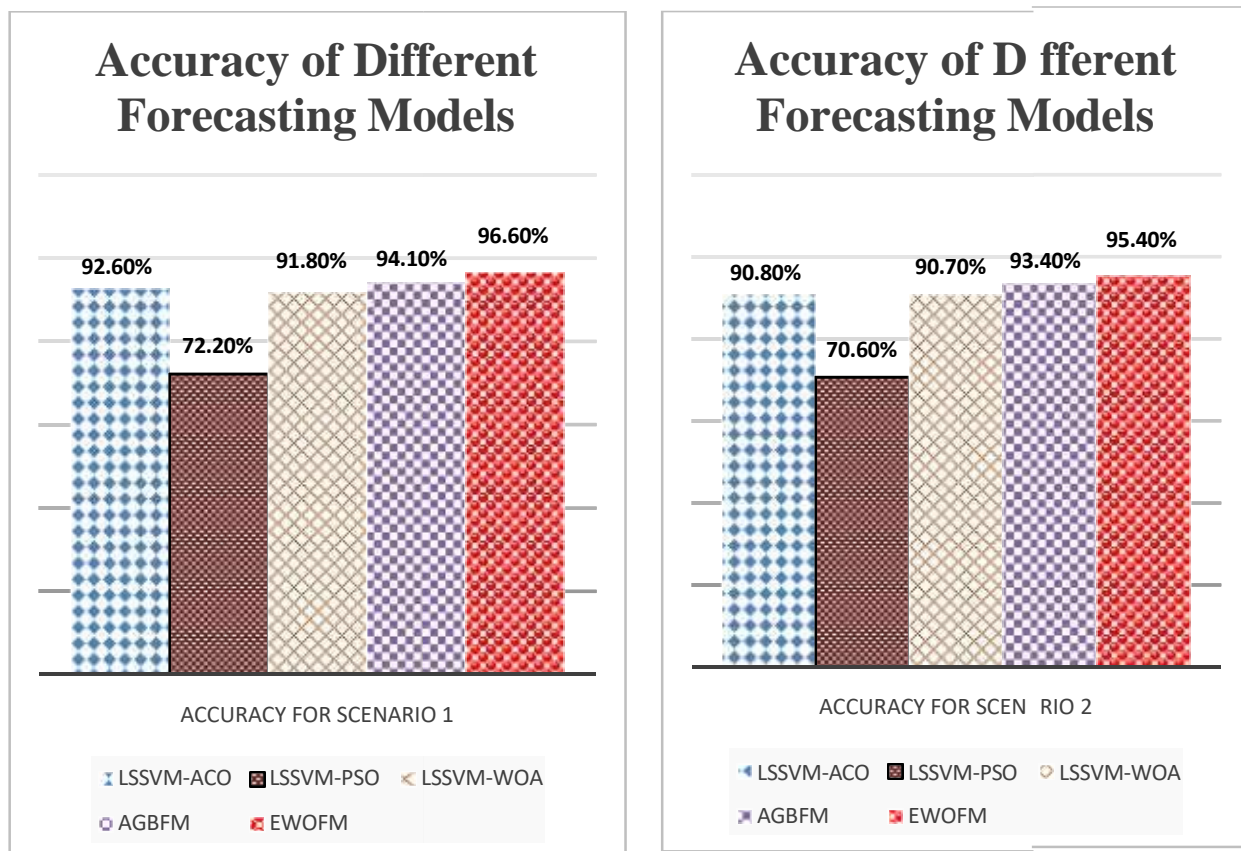 Accuracy of Different
Forecasting Models
96.60%
94.10%
92.60%
91.80%
72.20%
ACCURACY FOR SCENARIO 1
LSSVM-ACO LSSVM-PSO LSSVM-WOA
AGBFM EWOFM
Accuracy of D fferent
Forecasting Models
95.40%
93.40%
90.80%
90.70%
70.60%
ACCURACY FOR SCEN RIO 2
LSSVM-ACO LSSVM-PSO LSSVM-WOA
AGBFM EWOFM